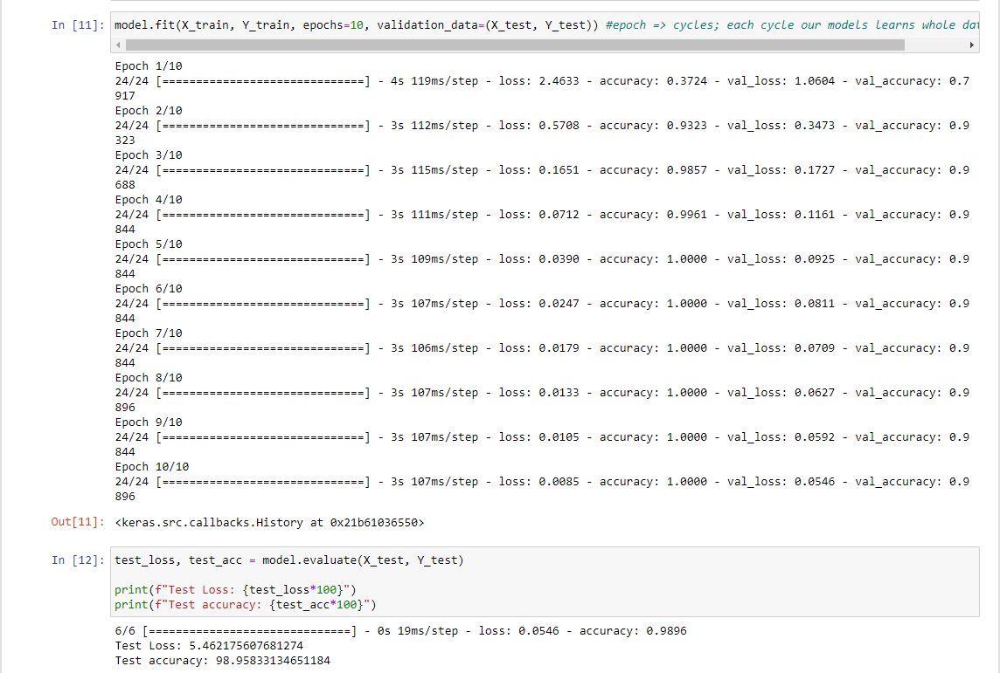 In [11]: model.fit(X_train, Y_train, epochs=10, validation_data=(X_test, Y_test)) #epoch => cycles; each cycle our models learns whole dat
Epoch 1/10
24/24 [==============================] - 4s 119ms/step - loss: 2.4633 - accuracy: 0.3724 - val_loss: 1.0604 - val_accuracy: 0.7
917
Epoch 2/10
24/24 [==============================] - 3s 112ms/step - loss: 0.5708 - accuracy: 0.9323 - val_loss: 0.3473 - val_accuracy: 0.9
323
Epoch 3/10
24/24 [==============================] - 3s 115ms/step - loss: 0.1651 - accuracy: 0.9857 - val_loss: 0.1727 - val_accuracy: 0.9
688
Epoch 4/10
24/24 [==============================] - 3s 111ms/step - loss: 0.0712 - accuracy: 0.9961 - val_loss: 0.1161 - val_accuracy: 0.9
844
Epoch 5/10
24/24 [==============================] - 3s 109ms/step - loss: 0.0390 - accuracy: 1.0000 - val_loss: 0.0925 - val_accuracy: 0.9
844
Epoch 6/10
24/24 [==============================] - 3s 107ms/step - loss: 0.0247 - accuracy: 1.0000 - val_loss: 0.0811 - val_accuracy: 0.9
844
Epoch 7/10
24/24 [==============================] - 3s 106ms/step - loss: 0.0179 - accuracy: 1.0000 - val_loss: 0.0709 - val_accuracy: 0.9
844
Epoch 8/10
24/24 [==============================] - 3s 107ms/step - loss: 0.0133 - accuracy: 1.0000 - val_loss: 0.0627 - val_accuracy: 0.9
896
Epoch 9/10
24/24 [==============================] - 3s 107ms/step - loss: 0.0105 - accuracy: 1.0000 - val_loss: 0.0592 - val_accuracy: 0.9
844
Epoch 10/10
24/24 [==============================] - 3s 107ms/step - loss: 0.0085 - accuracy: 1.0000 - val_loss: 0.0546 - val_accuracy: 0.9
896
Out[11]: <keras.src.callbacks.History at 0x21b61036550>
In [12]: test_loss, test_acc = model.evaluate(X_test, Y_test)
print(f"Test Loss: {test_loss*100}")
print(f"Test accuracy: {test_acc*100}")
6/6 [==============================] - 0s 19ms/step - loss: 0.0546 - accuracy: 0.9896
Test Loss: 5.462175607681274
Test accuracy: 98.95833134651184